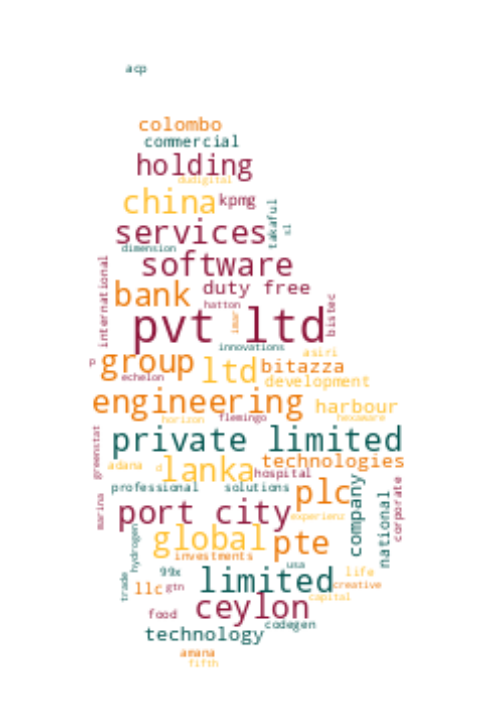 acp
colombo
commercial
holding
dudigital
china kpmg
takaful
sl
services
dimension
software
international
bank duty free
hatton
bistec
imar
pvt ltd
innovations
asiri
p group ltd bitazza
echelon development
engineering harbour
horizon flemingo hexaware
private limited
greenstat
adana d lanka technologies
hospital
professional solutions plc
company
national
corporate
marina
port city
experienz
hydrogen
global pte
investments
usa
trade
99x limited life
llc gtn creative
capital
ceylon
food
codegen
technology
amana
fifth